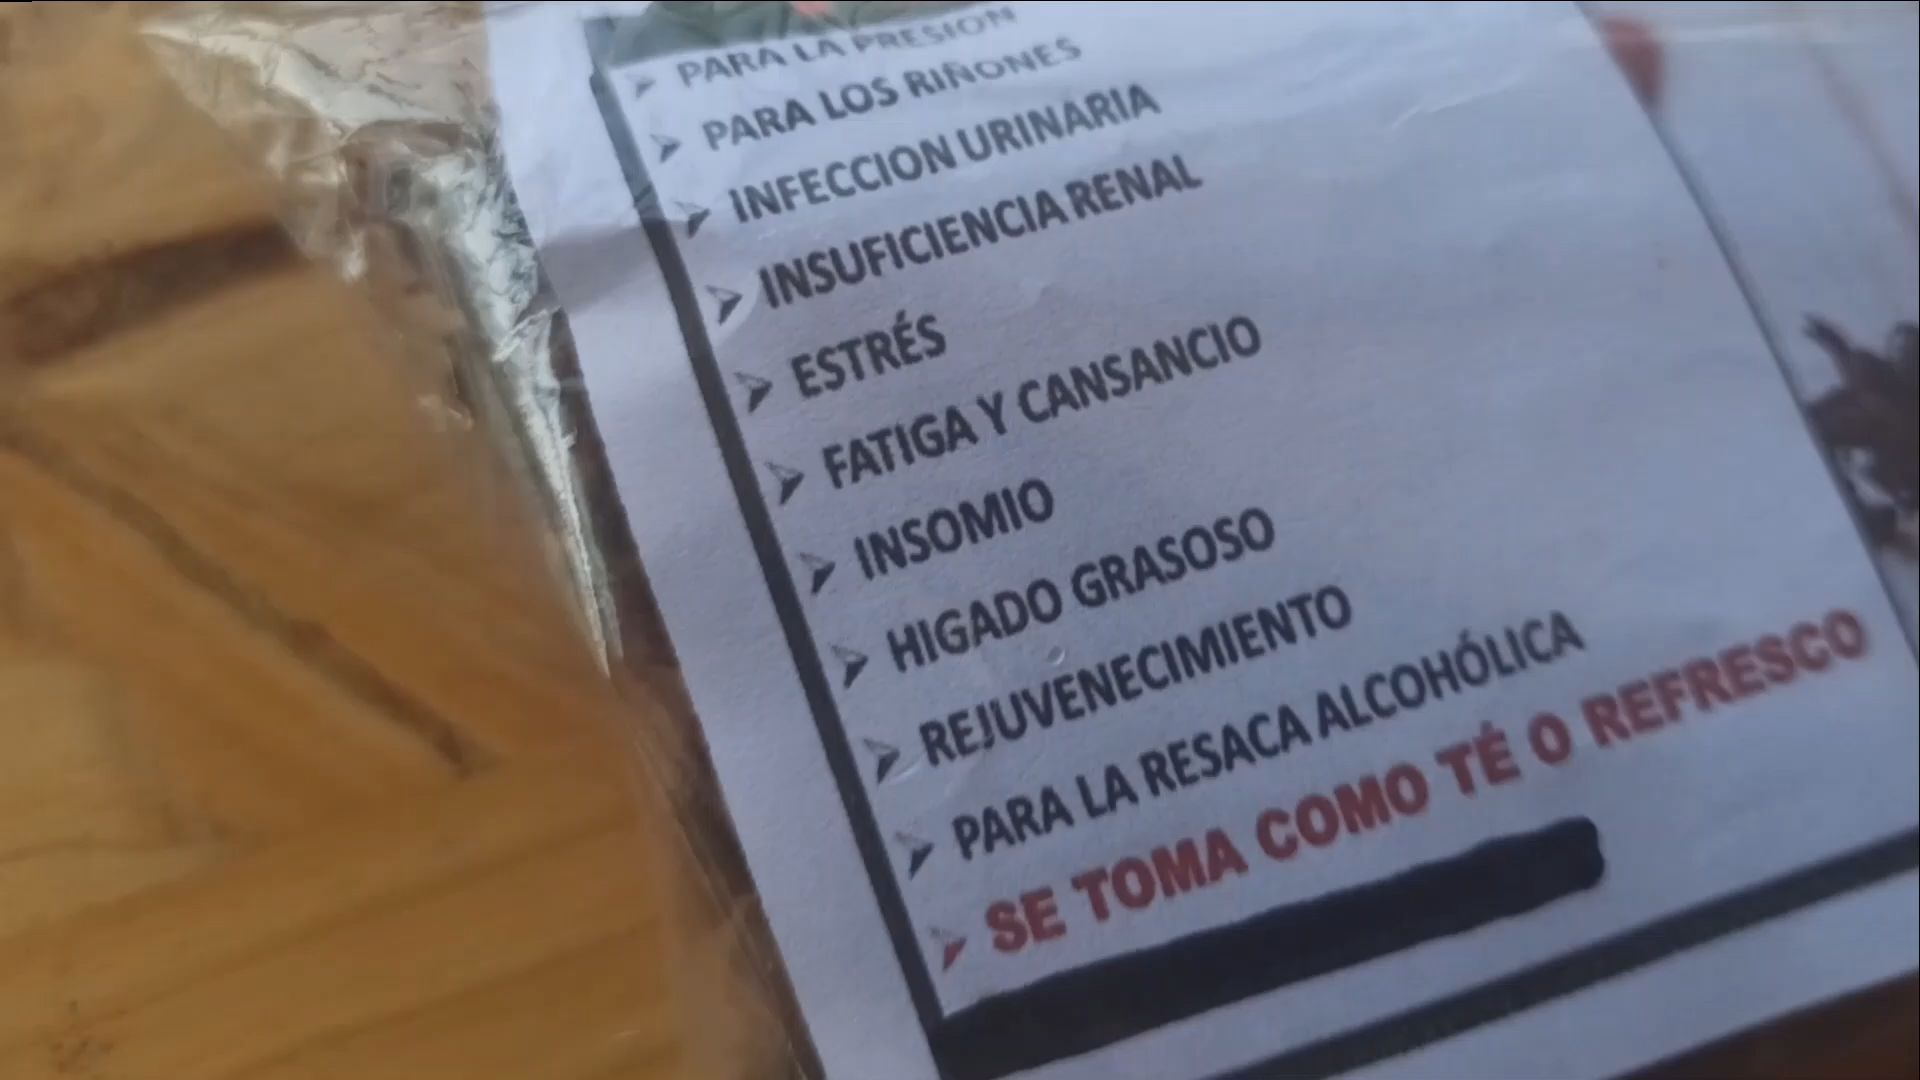 PARA LA PRESION
PARA LOS RIÑONES
INFECCION URINARIA
INSUFICIENCIA RENAL
ESTRÉS
FATIGA Y CANSANCIO
INSOMIO
HIGADO GRASOSO
REJUVENECIMIENTO
PARA LA RESACA ALCOHÓLICA
SE TOMA COMO TÉ O REFRESCO